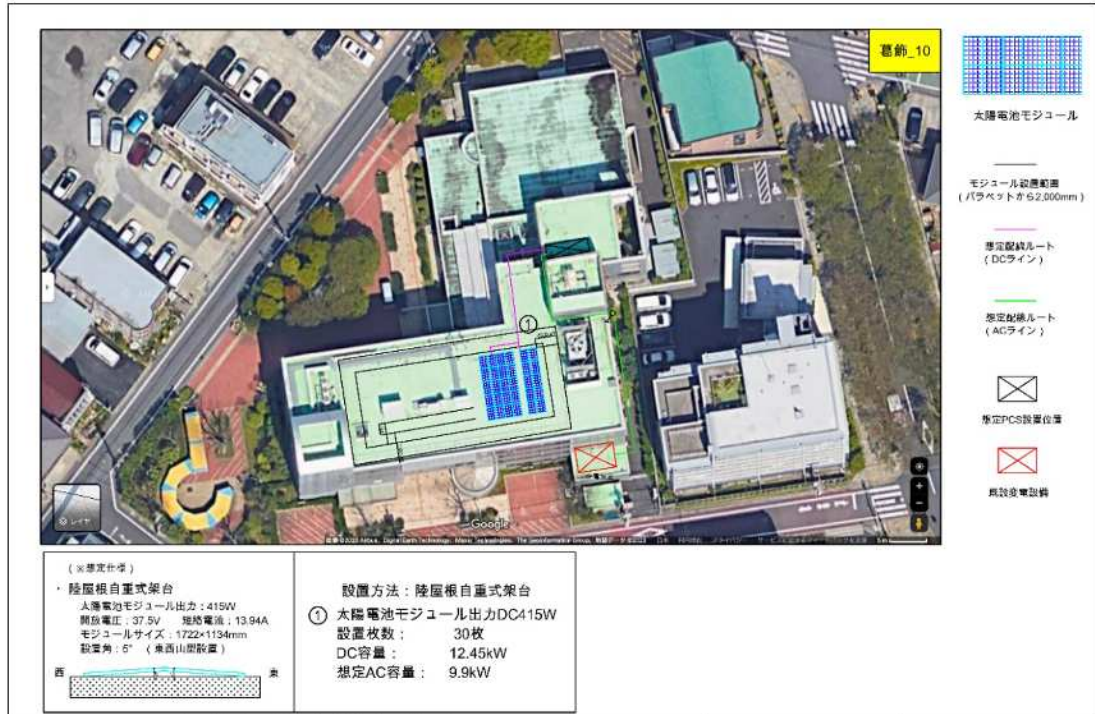 葛飾_10
太陽電池モジュール
モジュール設置範囲
(パラペットから2,000mm)
想定配線ルート
(DCライン)
想定配線ルート
(ACライン)
想定PCS設置位置
既設変電設備
①
レイヤ
Google
5 m
(※想定仕様)
・ 陸屋根自重式架台
太陽電池モジュール出力:415W
開放電圧:37.5V 短絡電流:13.94A
モジュールサイズ:1722×1134mm
設置角:5° (東西山型設置)
西
東
設置方法:陸屋根自重式架台
① 太陽電池モジュール出力DC415W
設置枚数: 30枚
DC容量: 12.45kW
想定AC容量: 9.9kW